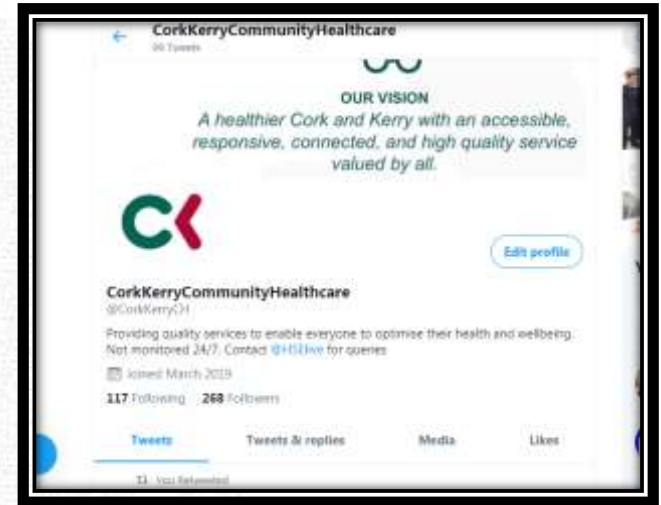 CorkKerryCommunityHealthcare
99 Tweets
OUR VISION
A healthier Cork and Kerry with an accessible,
responsive, connected, and high quality service
valued by all.
CK
Edit profile
CorkKerryCommunityHealthcare
@CorkKerryCH
Providing quality services to enable everyone to optimise their health and wellbeing.
Not monitored 24/7. Contact @HSElive for queries
Joined March 2019
117 Following 268 Followers
Tweets Tweets & replies Media Likes
You Retweeted